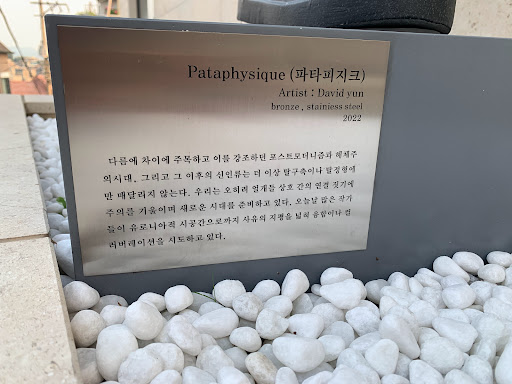 Pataphysique (파타피지크)
Artist : David yun
bronze , stainless steel
2022
다름에 차이에 주목하고 이를 강조하던 포스트모더니즘과 해체주
의시대. 그리고 그 이후의 신인류는 더 이상 탈구축이나 탈경쟁에
만 매달리지 않는다. 우리는 오히려 열개들 상호 간의 연결 짓기에
주의를 기울이며 새로운 시대를 준비하고 있다. 오늘날 많은 작가
들이 유로니아적 시공간으로까지 사유의 지평을 넓혀 융합이나 컬
러버레이션을 시도하고 있다.